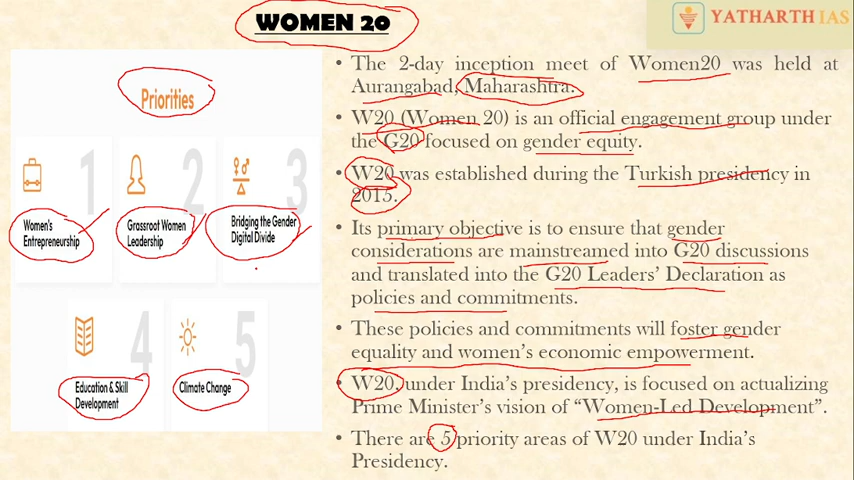 WOMEN 20
YATHARTH IAS
Priorities
1
2
3
Women's
Entrepreneurship
Grassroot Women
Leadership
Bridging the Gender
Digital Divide
4
5
Education & Skill
Development
Climate Change
• The 2-day inception meet of Women20 was held at
Aurangabad, Maharashtra.
• W20 (Women 20) is an official engagement group under
the G20 focused on gender equity.
• W20 was established during the Turkish presidency in
2015.
• Its primary objective is to ensure that gender
considerations are mainstreamed into G20 discussions
and translated into the G20 Leaders' Declaration as
policies and commitments.
• These policies and commitments will foster gender
equality and women's economic empowerment.
• W20, under India's presidency, is focused on actualizing
Prime Minister's vision of "Women-Led Development".
• There are 5 priority areas of W20 under India's
Presidency.